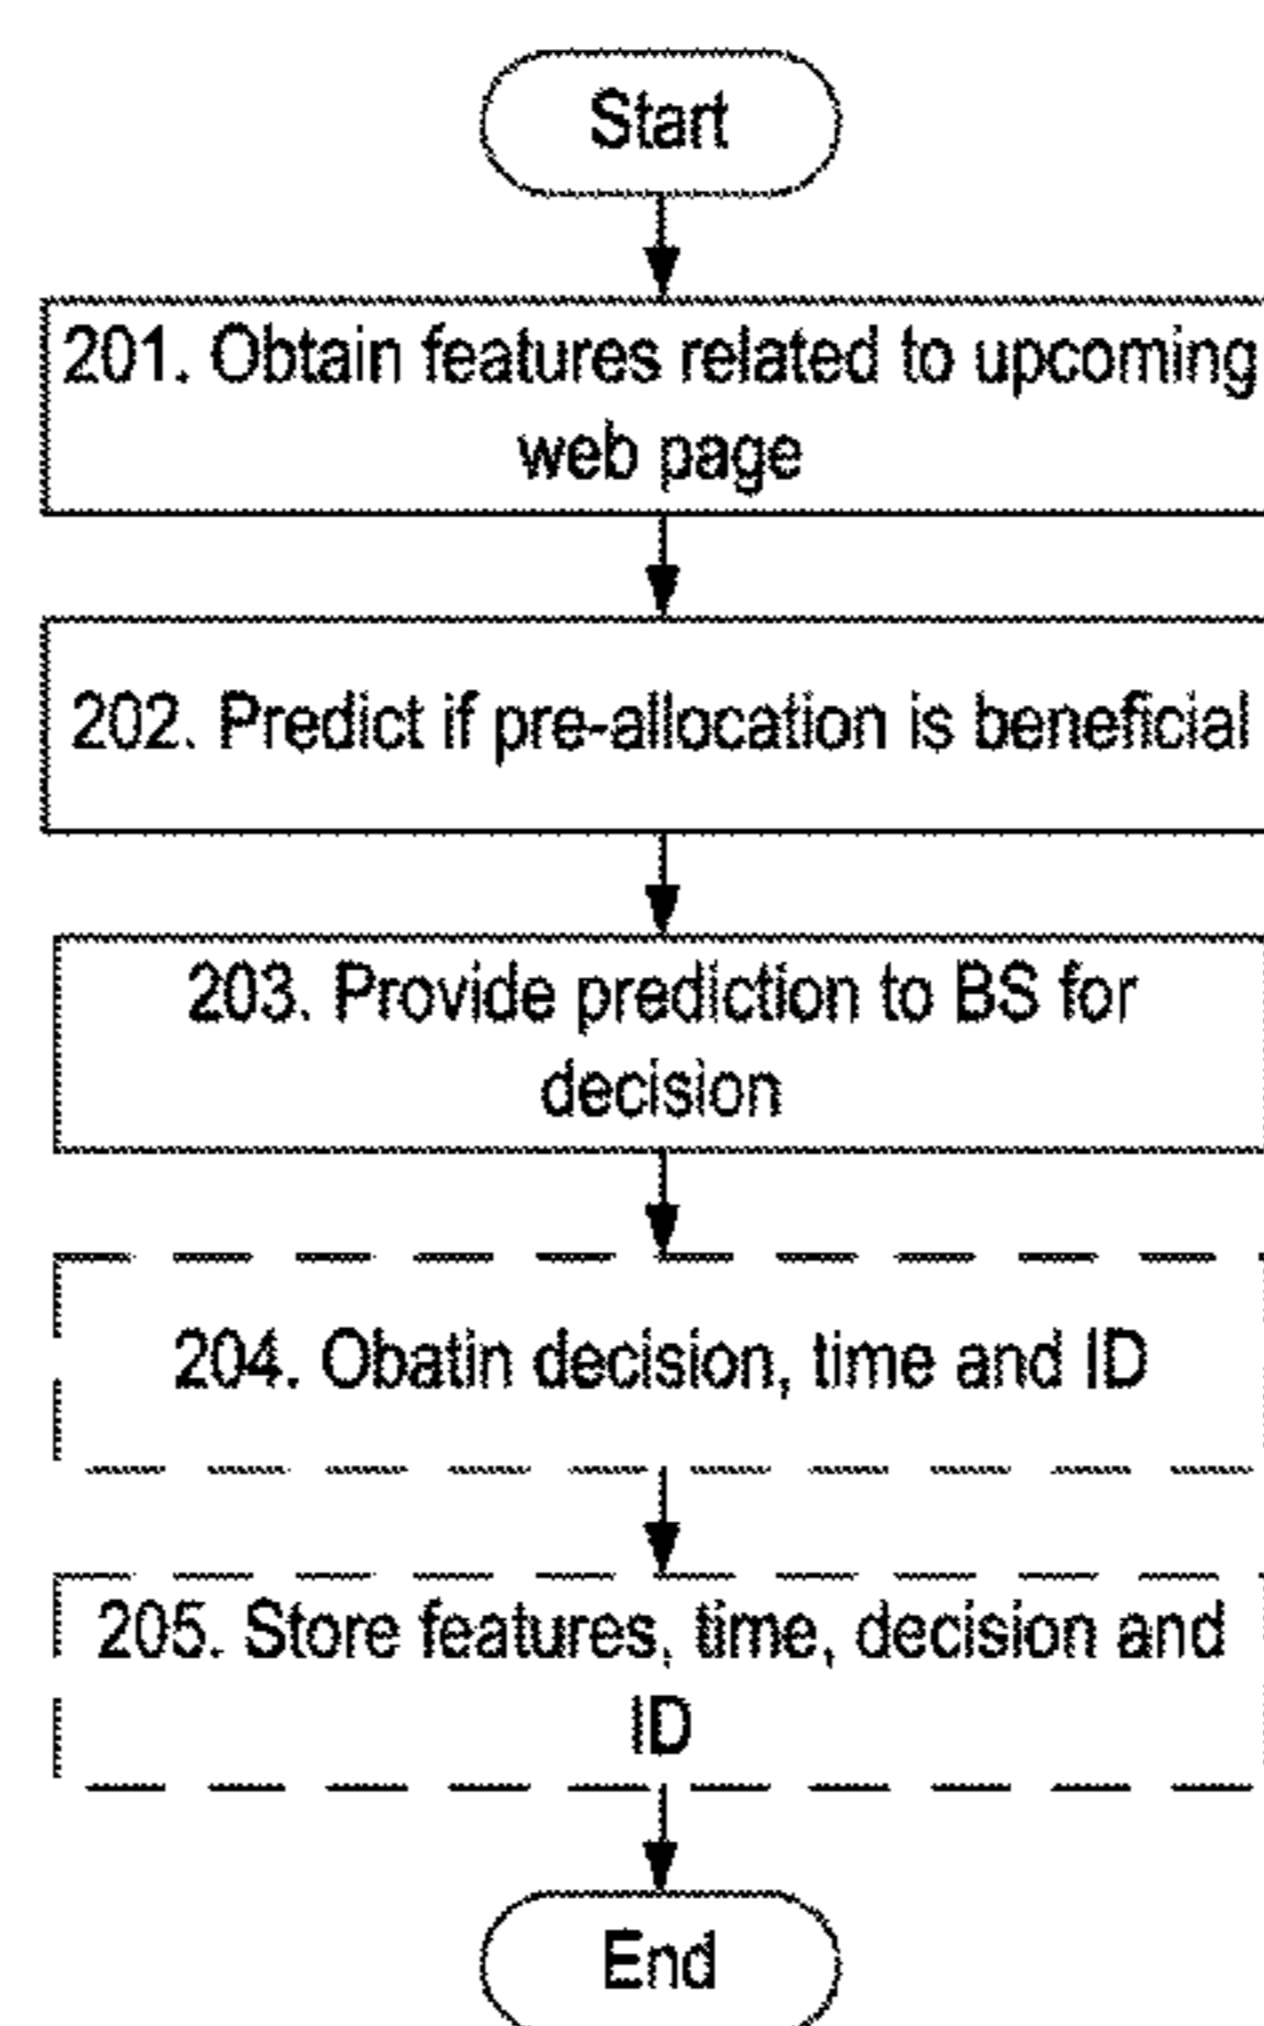 Start
201. Obtain features related to upcoming
web page
202. Predict if pre-allocation is beneficial
203. Provide prediction to BS for
decision
204. Obatin decision, time and ID
205. Store features, time, decision and
ID
End